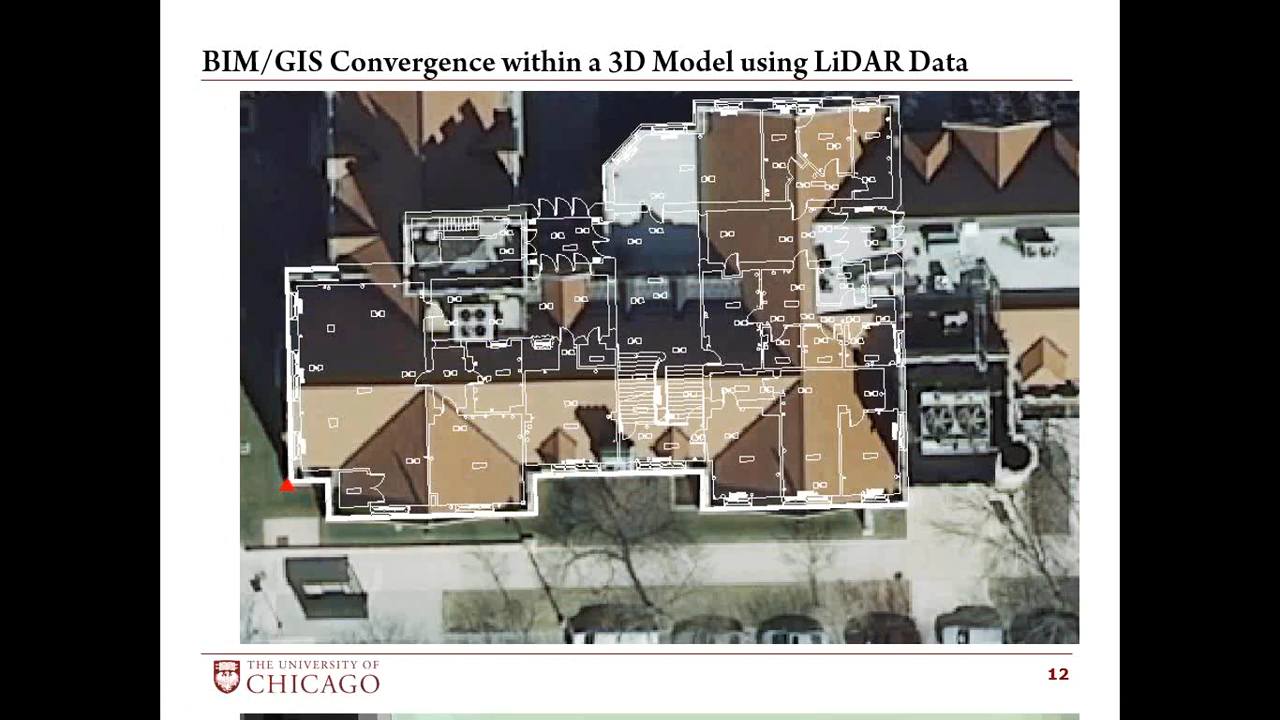 BIM/GIS Convergence within a 3D Model using LiDAR Data
THE UNIVERSITY OF
CHICAGO
12